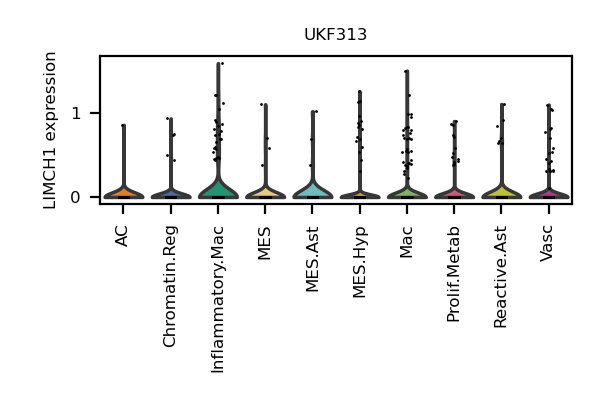 UKF313
LIMCH1 expression
1
0
AC
Chromatin.Reg
Inflammatory.Mac
MES
MES.Ast
MES.Hyp
Mac
Prolif.Metab
Reactive.Ast
Vasc